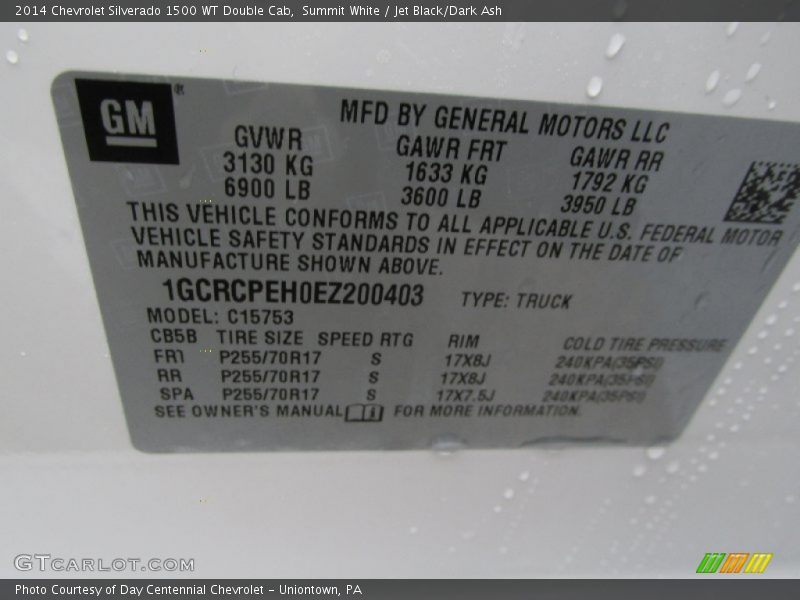 2014 Chevrolet Silverado 1500 WT Double Cab, Summit White / Jet Black/Dark Ash
GM ®
MFD BY GENERAL MOTORS LLC
GVWR GAWR FRT GAWR RR
3130 KG 1633 KG 1792 KG
6900 LB 3600 LB 3950 LB
THIS VEHICLE CONFORMS TO ALL APPLICABLE U.S. FEDERAL MOTOR
VEHICLE SAFETY STANDARDS IN EFFECT ON THE DATE OF
MANUFACTURE SHOWN ABOVE.
1GCRCPEH0EZ200403 TYPE: TRUCK
MODEL: C15753
CB5B TIRE SIZE SPEED RTG RIM COLD TIRE PRESSURE
FRT P255/70R17 S 17X8J 240KPA(35PSI)
RR P255/70R17 S 17X8J 240KPA(35PSI)
SPA P255/70R17 S 17X7.5J 240KPA(35PSI)
SEE OWNER'S MANUAL FOR MORE INFORMATION.
GTCARLOT.COM
Photo Courtesy of Day Centennial Chevrolet - Uniontown, PA